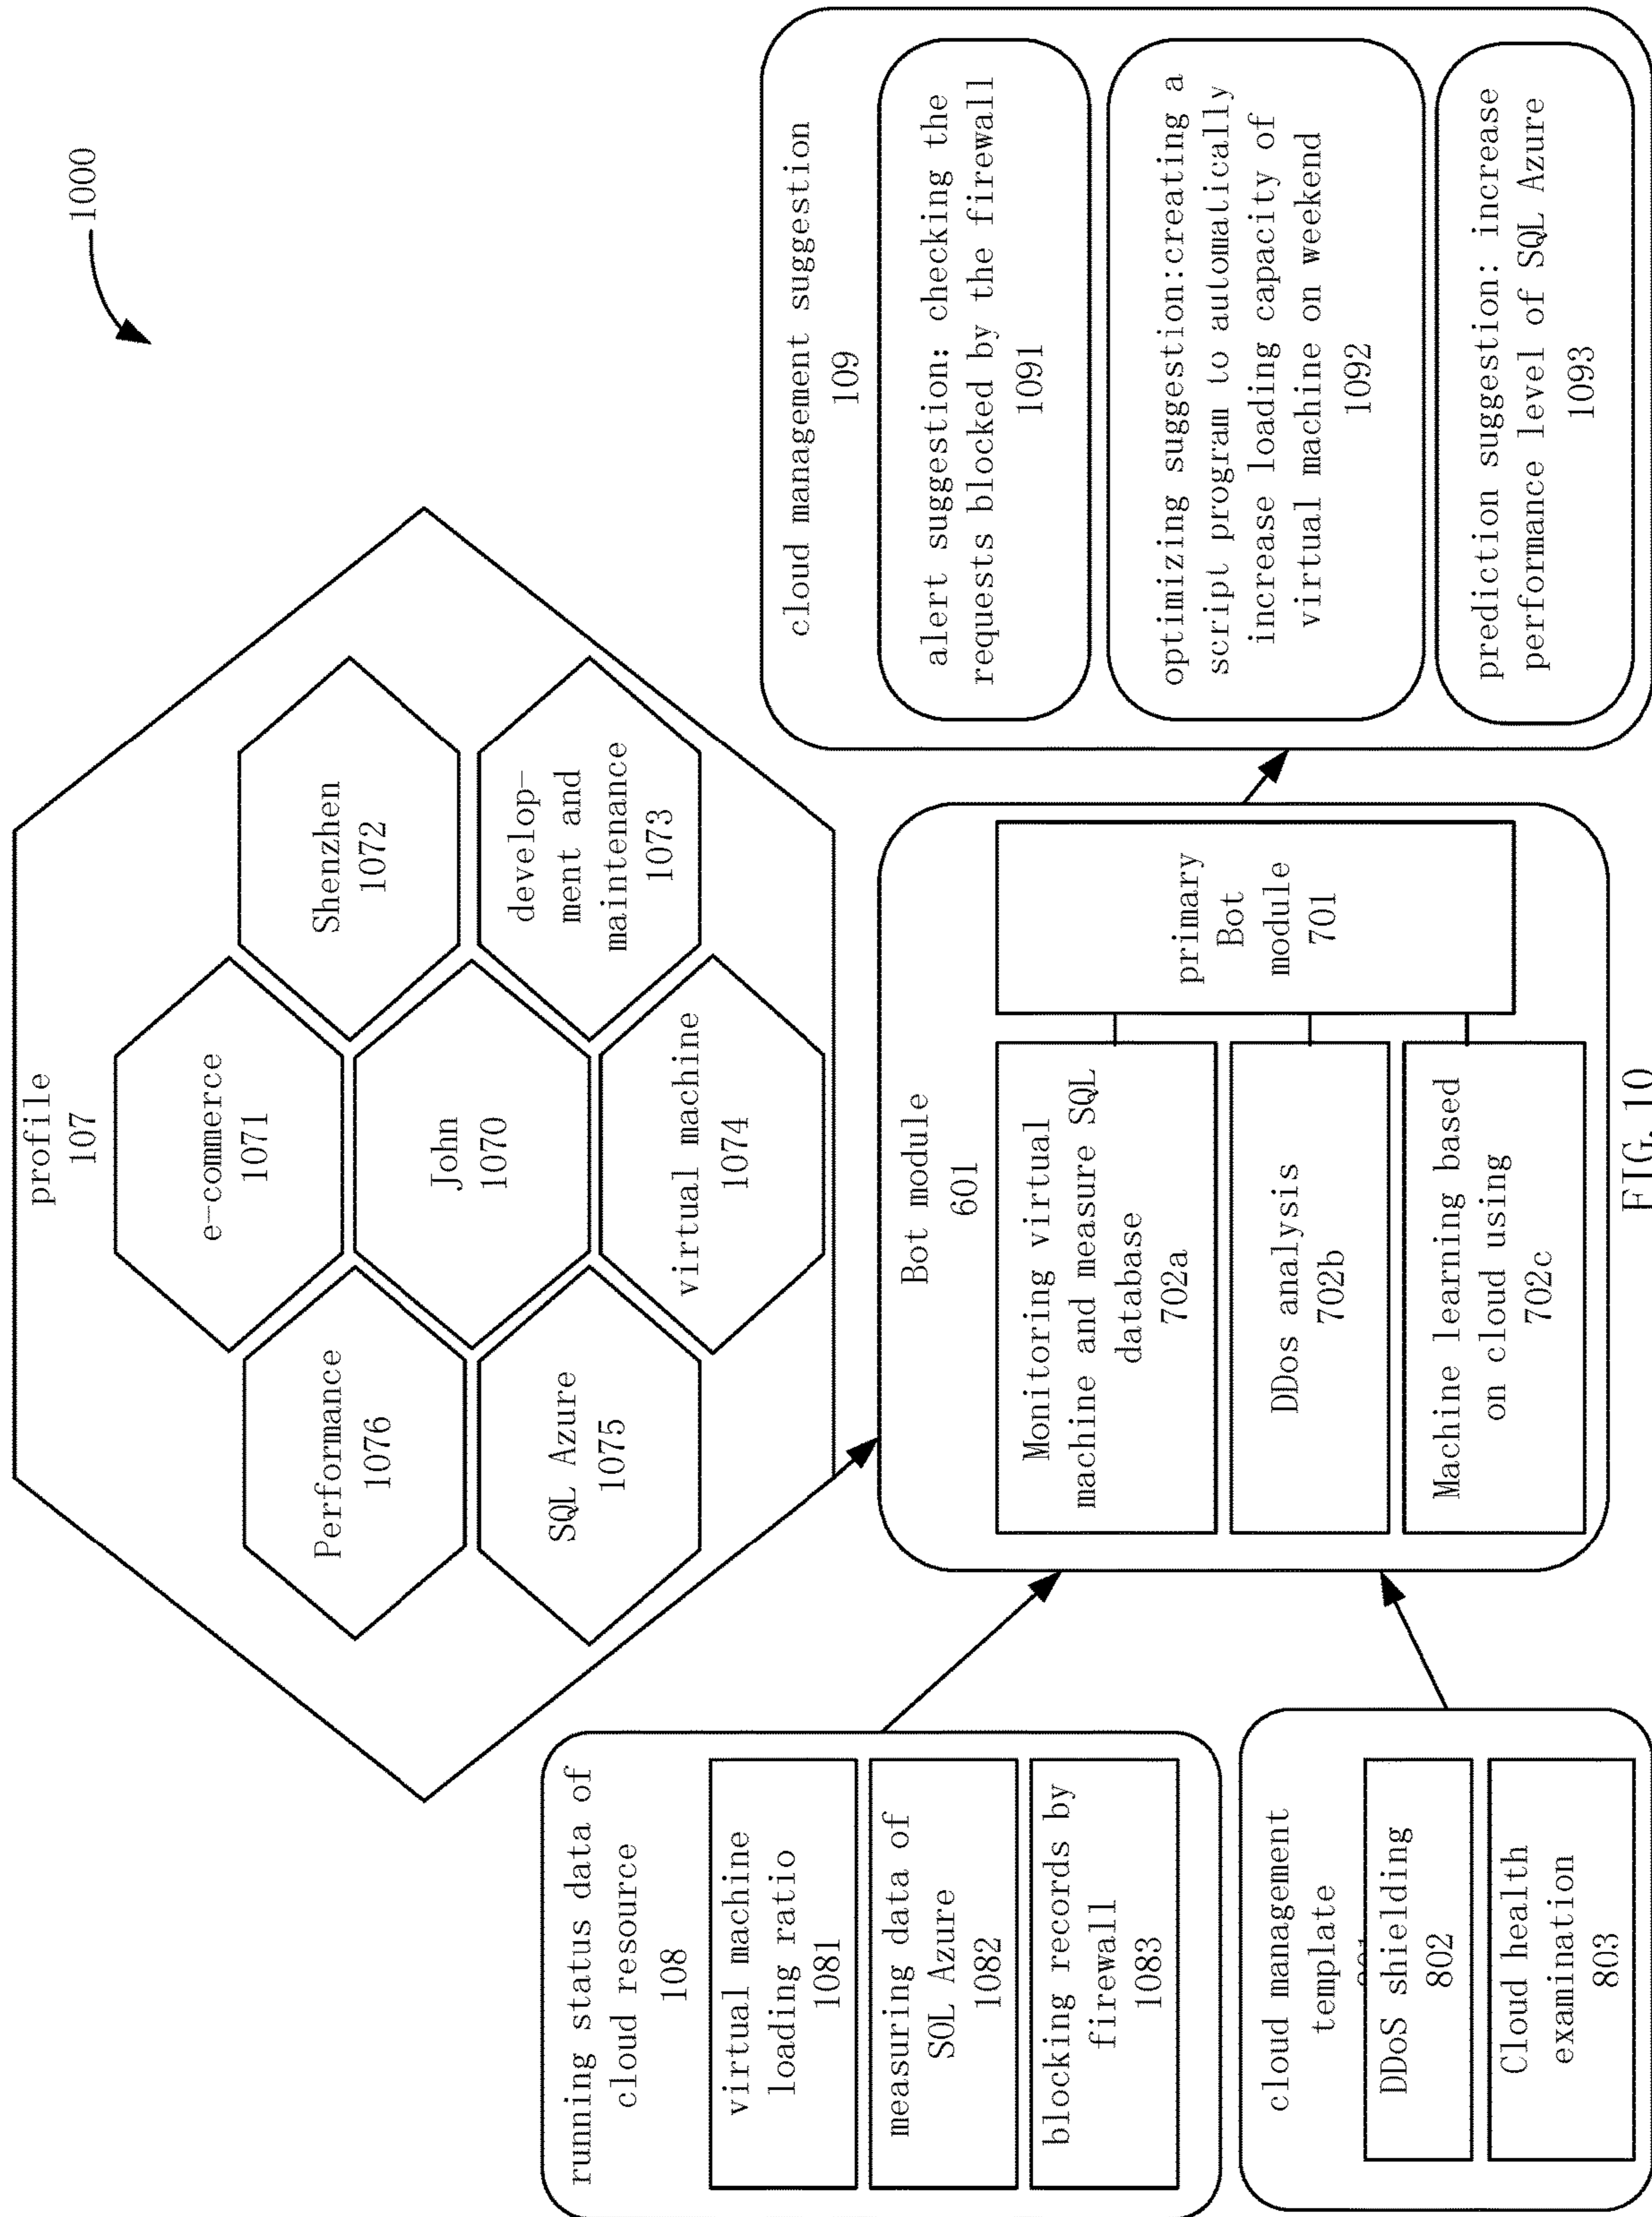 1000
profile
107
e-commerce
1071
Shenzhen
1072
Performance
1076
John
1070
SQL Azure
1075
develop-
ment and
maintenance
1073
virtual machine
1074
running status data of
cloud resource
108
virtual machine
loading ratio
1081
measuring data of
SQL Azure
1082
blocking records by
firewall
1083
cloud management
template
DDoS shielding
802
Cloud health
examination
803
Bot module
601
Monitoring virtual
machine and measure SQL
database
702a
DDos analysis
702b
Machine learning based
on cloud using
702c
primary
Bot
module
701
cloud management suggestion
109
alert suggestion: checking the
requests blocked by the firewall
1091
optimizing suggestion:creating a
script program to automatically
increase loading capacity of
virtual machine on weekend
1092
prediction suggestion: increase
performance level of SQL Azure
1093
FIG. 10